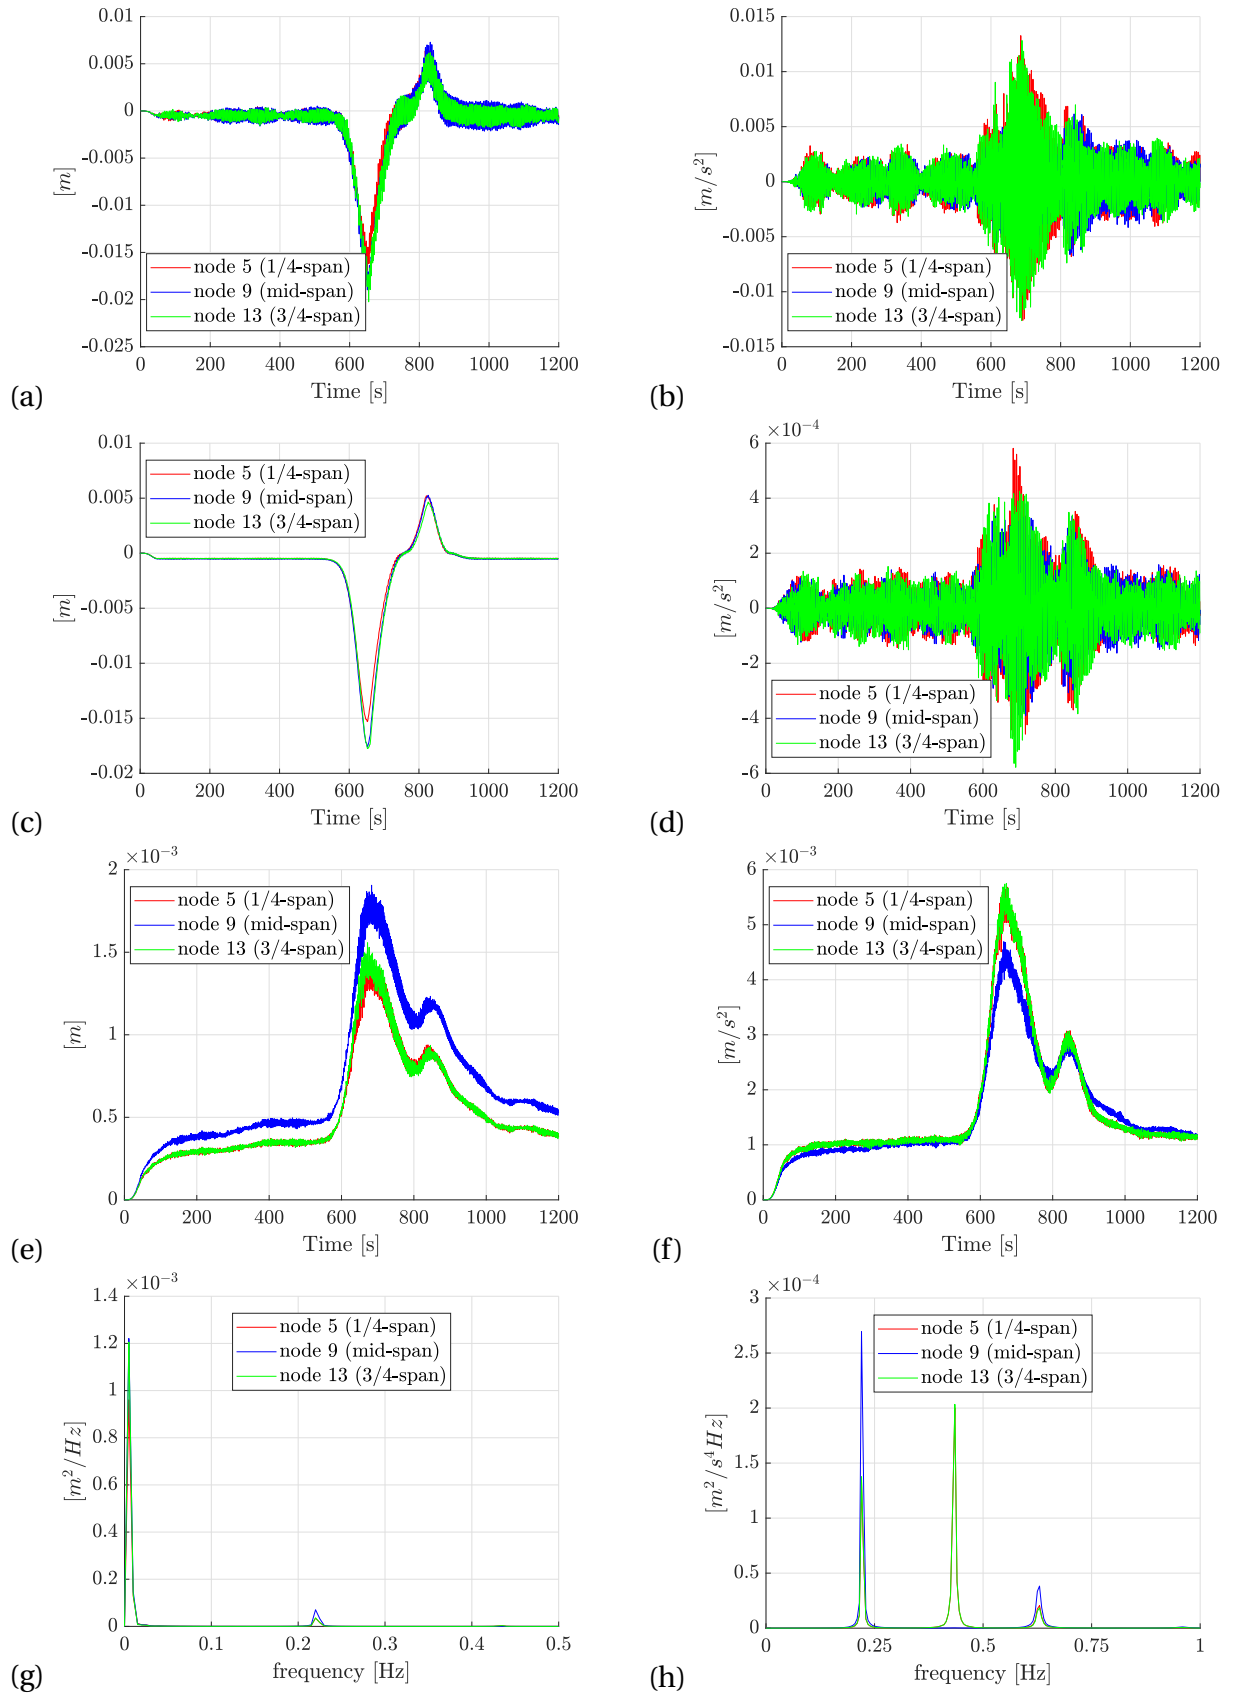 0.01
0.005
0
-0.005
-0.01
-0.015
-0.02
-0.025
[m]
node 5 (1/4-span)
node 9 (mid-span)
node 13 (3/4-span)
0 200 400 600 800 1000 1200
Time [s]
(a)
0.015
0.01
0.005
0
-0.005
-0.01
-0.015
[m/s²]
node 5 (1/4-span)
node 9 (mid-span)
node 13 (3/4-span)
0 200 400 600 800 1000 1200
Time [s]
(b)
0.01
0.005
0
-0.005
-0.01
-0.015
-0.02
[m]
node 5 (1/4-span)
node 9 (mid-span)
node 13 (3/4-span)
0 200 400 600 800 1000 1200
Time [s]
(c)
×10⁻⁴
6
4
2
0
-2
-4
-6
[m/s²]
node 5 (1/4-span)
node 9 (mid-span)
node 13 (3/4-span)
0 200 400 600 800 1000 1200
Time [s]
(d)
×10⁻³
2
1.5
1
0.5
0
[m]
node 5 (1/4-span)
node 9 (mid-span)
node 13 (3/4-span)
0 200 400 600 800 1000 1200
Time [s]
(e)
×10⁻³
6
5
4
3
2
1
0
[m/s²]
node 5 (1/4-span)
node 9 (mid-span)
node 13 (3/4-span)
0 200 400 600 800 1000 1200
Time [s]
(f)
×10⁻³
1.4
1.2
1
0.8
0.6
0.4
0.2
0
[m²/Hz]
node 5 (1/4-span)
node 9 (mid-span)
node 13 (3/4-span)
0 0.1 0.2 0.3 0.4 0.5
frequency [Hz]
(g)
×10⁻⁴
3
2.5
2
1.5
1
0.5
0
[m²/s⁴Hz]
node 5 (1/4-span)
node 9 (mid-span)
node 13 (3/4-span)
0 0.25 0.5 0.75 1
frequency [Hz]
(h)